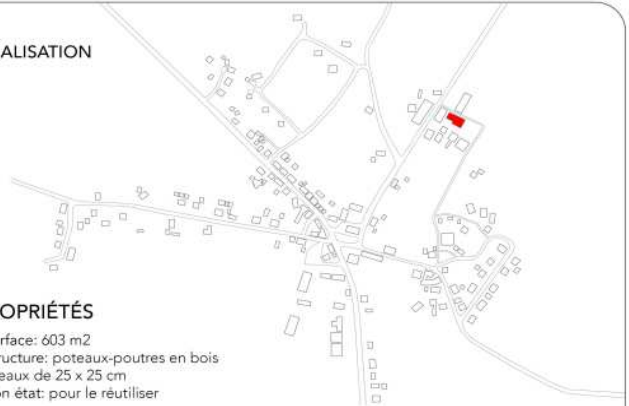 ALISATION
OPRIÉTÉS
rface: 603 m2
ructure: poteaux-poutres en bois
eaux de 25 x 25 cm
n état: pour le réutiliser